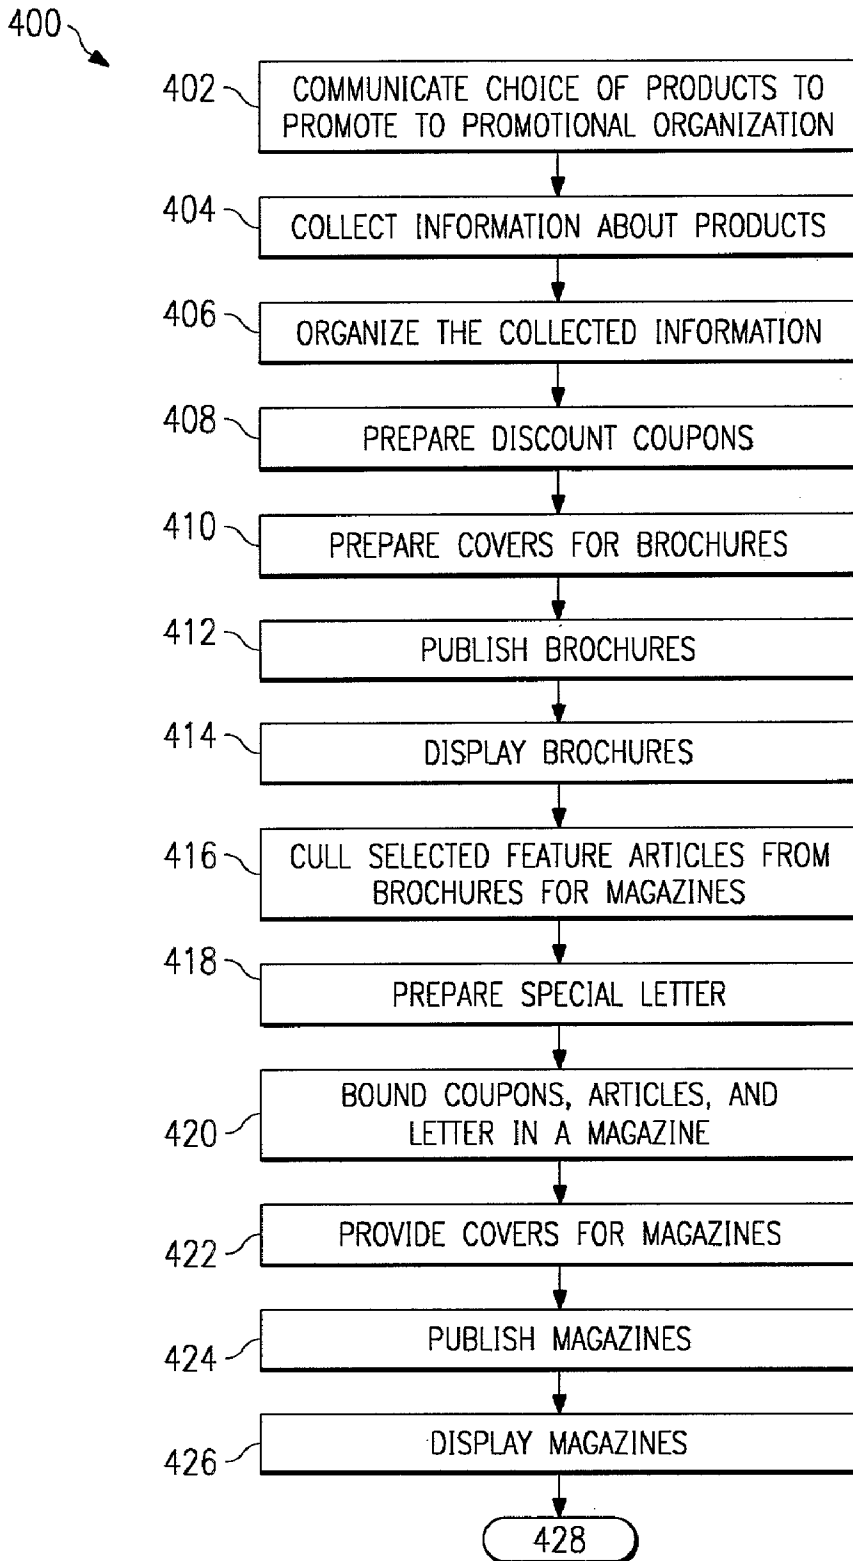 400
402
COMMUNICATE CHOICE OF PRODUCTS TO
PROMOTE TO PROMOTIONAL ORGANIZATION
404
COLLECT INFORMATION ABOUT PRODUCTS
406
ORGANIZE THE COLLECTED INFORMATION
408
PREPARE DISCOUNT COUPONS
410
PREPARE COVERS FOR BROCHURES
412
PUBLISH BROCHURES
414
DISPLAY BROCHURES
416
CULL SELECTED FEATURE ARTICLES FROM
BROCHURES FOR MAGAZINES
418
PREPARE SPECIAL LETTER
420
BOUND COUPONS, ARTICLES, AND
LETTER IN A MAGAZINE
422
PROVIDE COVERS FOR MAGAZINES
424
PUBLISH MAGAZINES
426
DISPLAY MAGAZINES
428